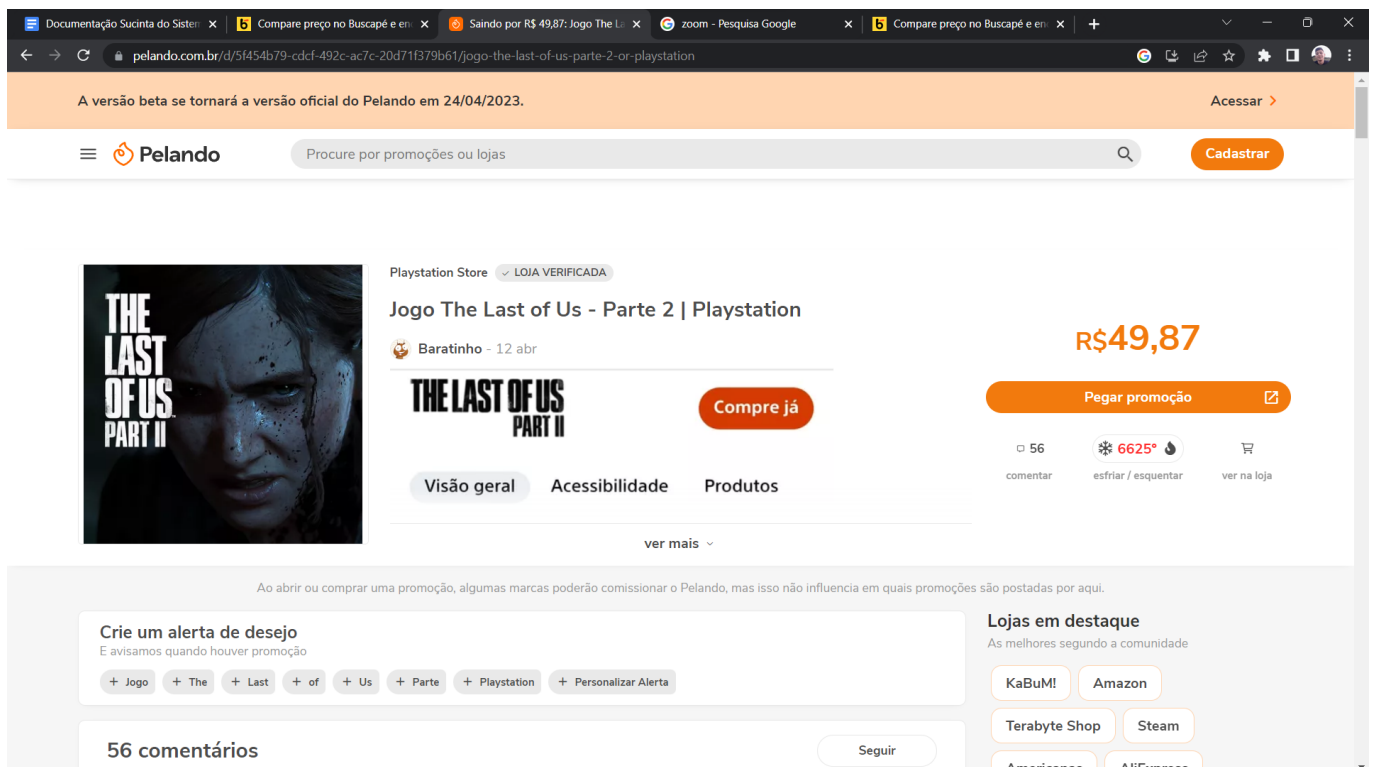 Documentação Sucinta do Sisten
Compare preço no Buscapé e en
Saindo por R$ 49,87: Jogo The La
zoom - Pesquisa Google
Compare preço no Buscapé e en
pelando.com.br/d/5f454b79-cdcf-492c-ac7c-20d71f379b61/jogo-the-last-of-us-parte-2-or-playstation
A versão beta se tornará a versão oficial do Pelando em 24/04/2023.
Acessar
Pelando
Procure por promoções ou lojas
Cadastrar
THE
LAST
OF US
PART II
Playstation Store
LOJA VERIFICADA
Jogo The Last of Us - Parte 2 | Playstation
Baratinho - 12 abr
THE LAST OF US
PART II
Compre já
Visão geral
Acessibilidade
Produtos
ver mais
R$49,87
Pegar promoção
56
6625°
comentar
esfriar / esquentar
ver na loja
Ao abrir ou comprar uma promoção, algumas marcas poderão comissionar o Pelando, mas isso não influencia em quais promoções são postadas por aqui.
Crie um alerta de desejo
E avisamos quando houver promoção
+ Jogo + The + Last + of + Us + Parte + Playstation + Personalizar Alerta
56 comentários
Seguir
Lojas em destaque
As melhores segundo a comunidade
KaBuM! Amazon
Terabyte Shop Steam
Americanas AliExpress